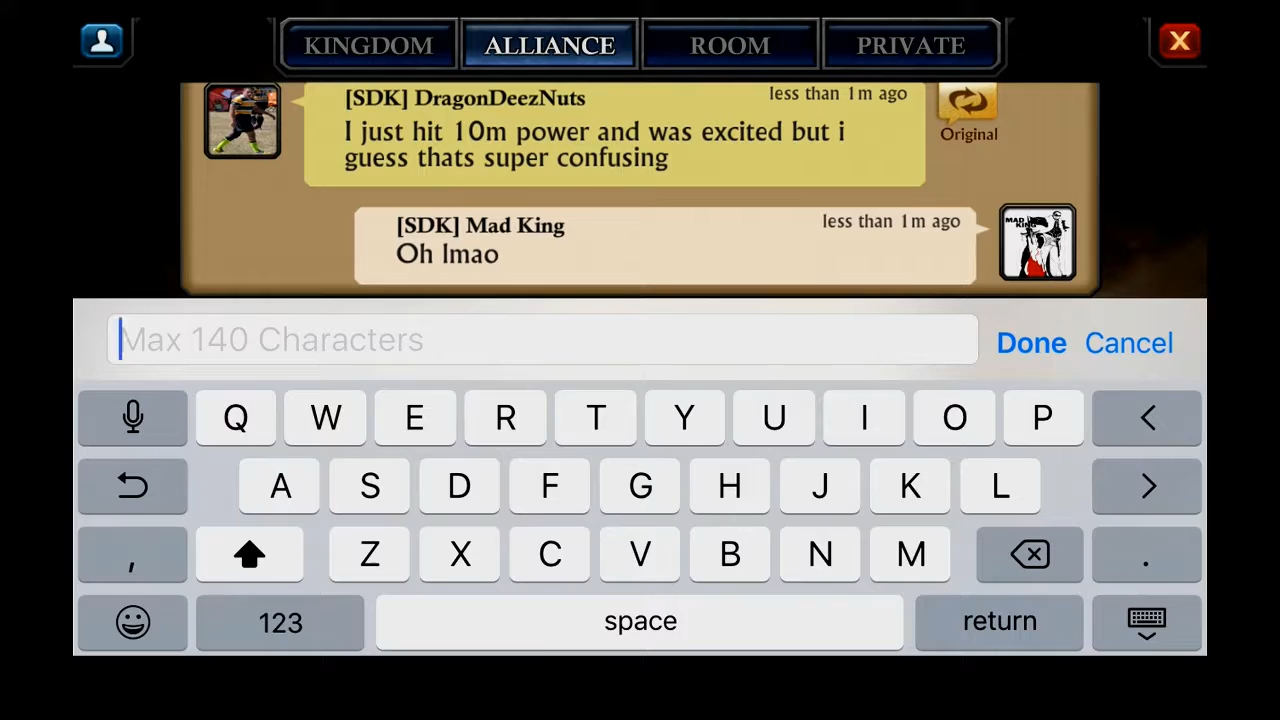 KINGDOM
ALLIANCE
ROOM
PRIVATE
X
[SDK] DragonDeezNuts
less than 1m ago
I just hit 10m power and was excited but i
guess thats super confusing
Original
[SDK] Mad King
less than 1m ago
Oh lmao
MAD
KING
Max 140 Characters
Done
Cancel
Q W E R T Y U I O P <
A S D F G H J K L >
, Z X C V B N M .
123
space
return